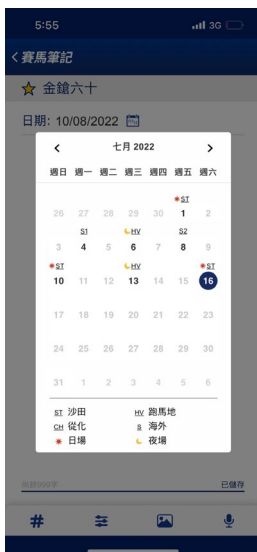 5:55
3G
賽馬筆記
金鎗六十
日期: 10/08/2022
七月 2022
週日 週一 週二 週三 週四 週五 週六
ST
26 27 28 29 30 1 2
S1 HV S2
3 4 5 6 7 8 9
ST HV ST
10 11 12 13 14 15 16
17 18 19 20 21 22 23
24 25 26 27 28 29 30
31 1 2 3 4 5 6
ST 沙田 HV 跑馬地
CH 從化 S 海外
日場 夜場
已儲存
#